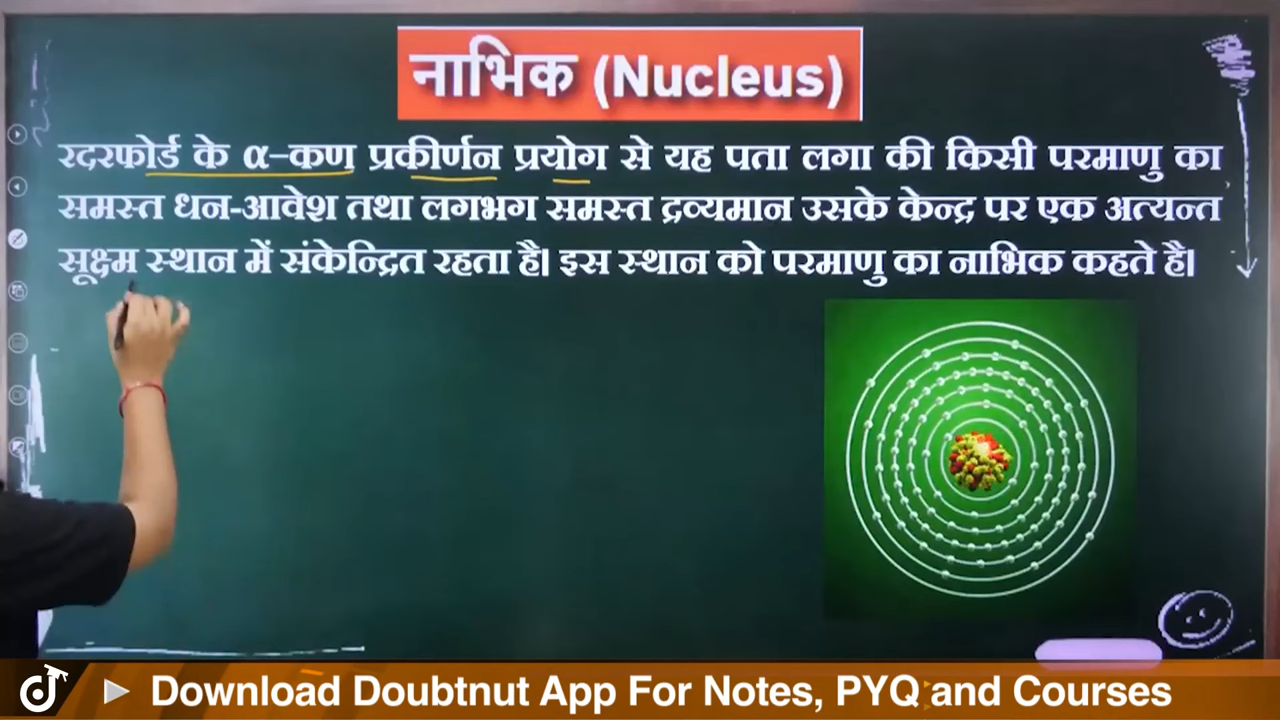 नाभिक (Nucleus)
रदरफोर्ड के α–कण प्रकीर्णन प्रयोग से यह पता लगा की किसी परमाणु का
समस्त धन-आवेश तथा लगभग समस्त द्रव्यमान उसके केन्द्र पर एक अत्यन्त
सूक्ष्म स्थान में संकेन्द्रित रहता है। इस स्थान को परमाणु का नाभिक कहते है।
Download Doubtnut App For Notes, PYQ and Courses